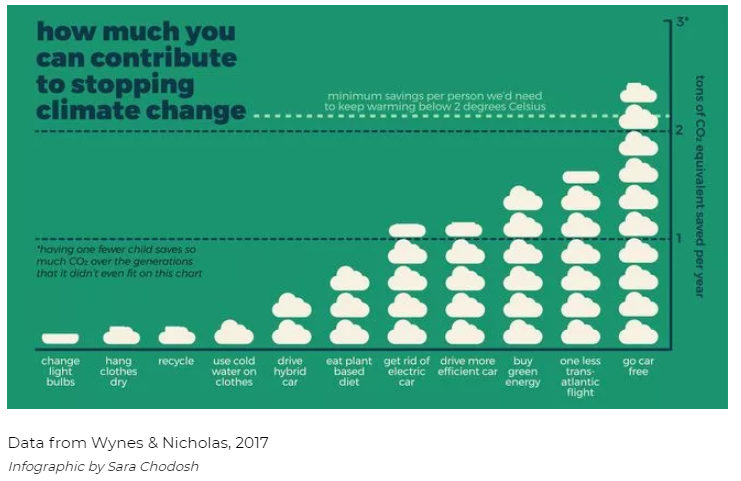 how much you
can contribute
to stopping
climate change
3*
minimum savings per person we'd need
to keep warming below 2 degrees Celsius
2
tons of CO₂ equivalent saved per year
1
*having one fewer child saves so
much CO₂ over the generations
that it didn't even fit on this chart
change
light
bulbs
hang
clothes
dry
recycle
use cold
water on
clothes
drive
hybrid
car
eat plant
based
diet
get rid of
electric
car
drive more
efficient car
buy
green
energy
one less
trans-
atlantic
flight
go car
free
Data from Wynes & Nicholas, 2017
Infographic by Sara Chodosh